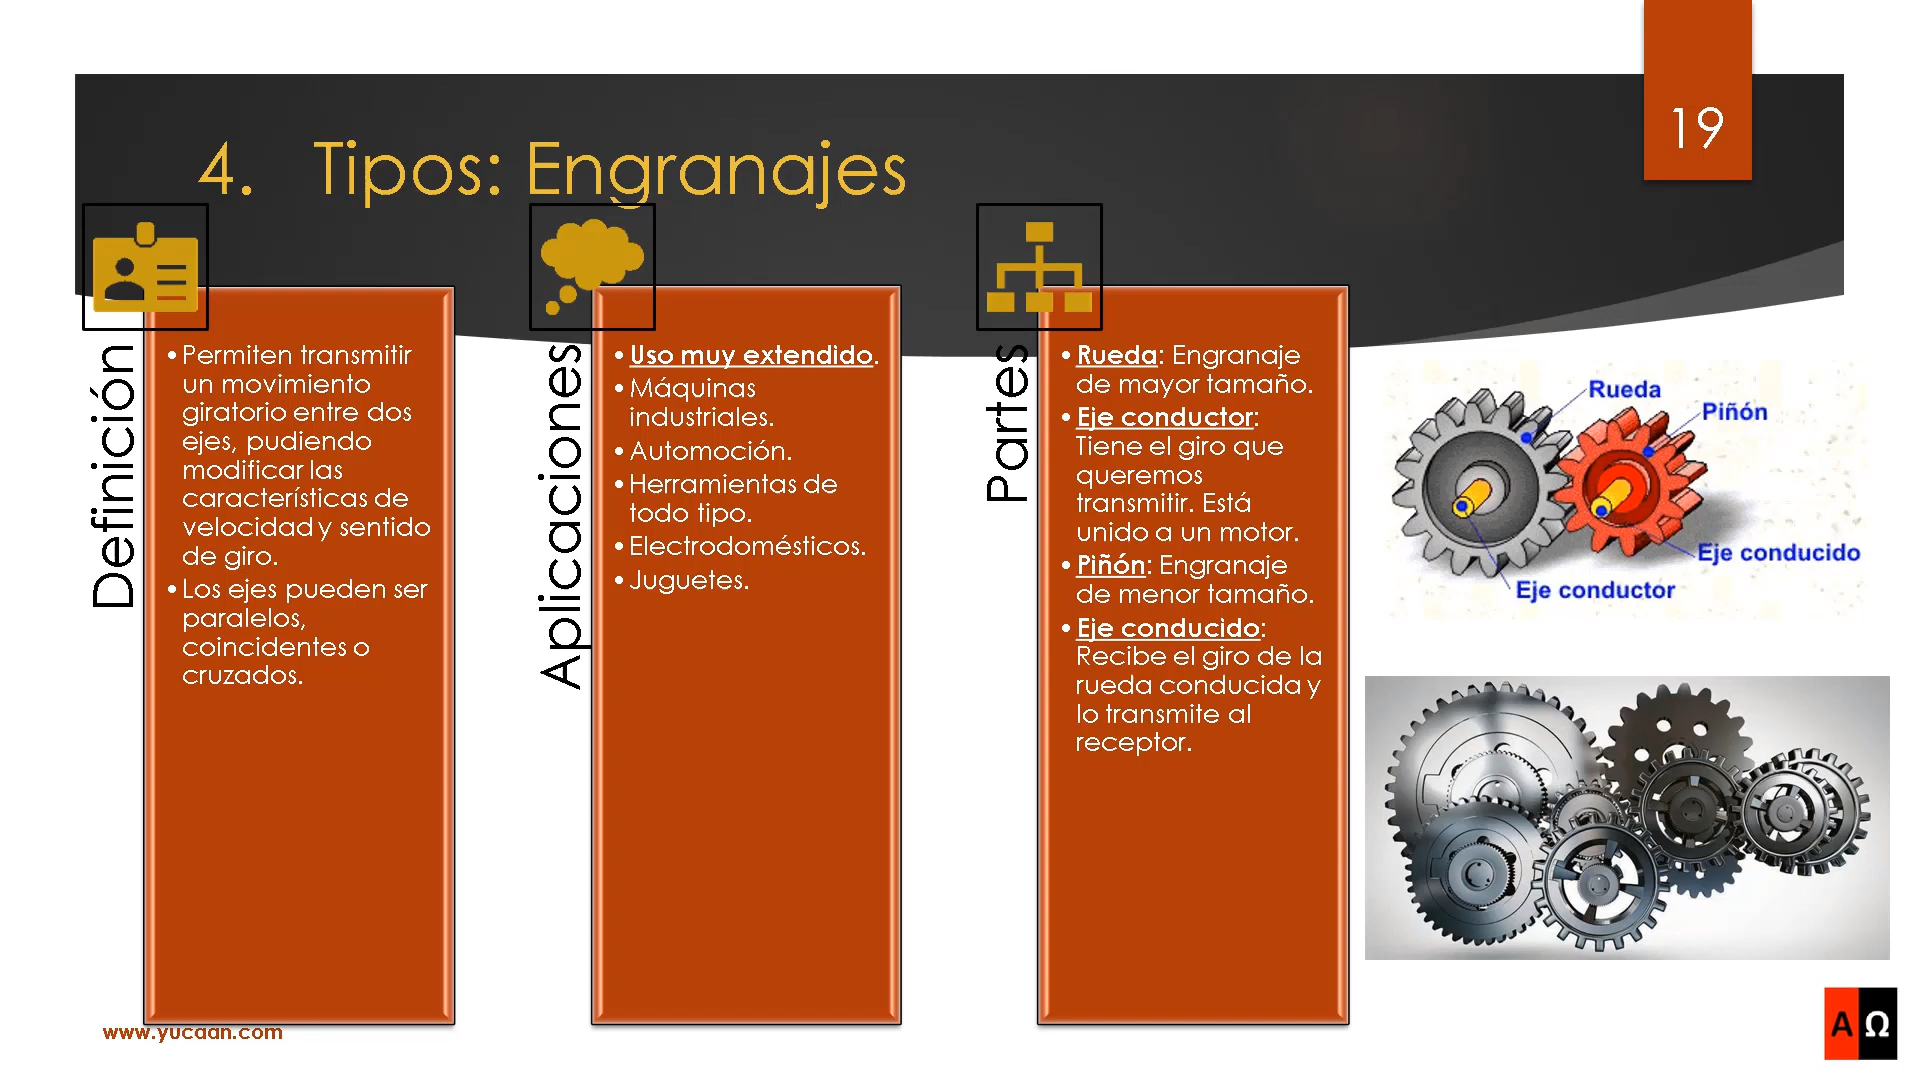 19
4. Tipos: Engranajes
Definición
•Permiten transmitir
un movimiento
giratorio entre dos
ejes, pudiendo
modificar las
características de
velocidad y sentido
de giro.
•Los ejes pueden ser
paralelos,
coincidentes o
cruzados.
Aplicaciones
•Uso muy extendido.
•Máquinas
industriales.
•Automoción.
•Herramientas de
todo tipo.
•Electrodomésticos.
•Juguetes.
Partes
•Rueda: Engranaje
de mayor tamaño.
•Eje conductor:
Tiene el giro que
queremos
transmitir. Está
unido a un motor.
•Piñón: Engranaje
de menor tamaño.
•Eje conducido:
Recibe el giro de la
rueda conducida y
lo transmite al
receptor.
Rueda
Piñón
Eje conducido
Eje conductor
www.yucaan.com
A Ω